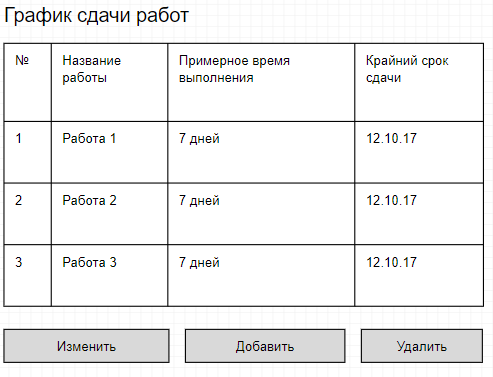 График сдачи работ
№ Название работы Примерное время выполнения Крайний срок сдачи
1 Работа 1 7 дней 12.10.17
2 Работа 2 7 дней 12.10.17
3 Работа 3 7 дней 12.10.17
Изменить Добавить Удалить